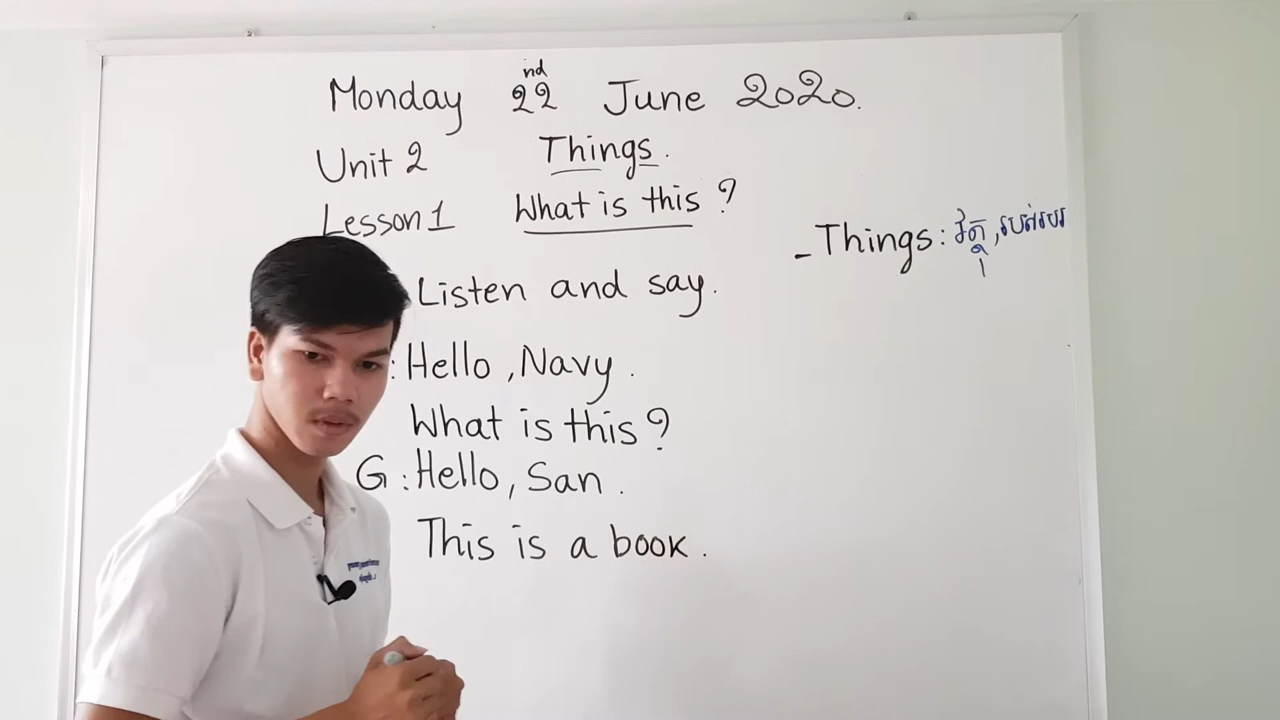 Monday 22nd June 2020.
Unit 2 Things.
Lesson 1 What is this ?
- Things : វត្ថុ , របស់របរ
Listen and say.
: Hello , Navy .
What is this ?
G : Hello , San .
This is a book .